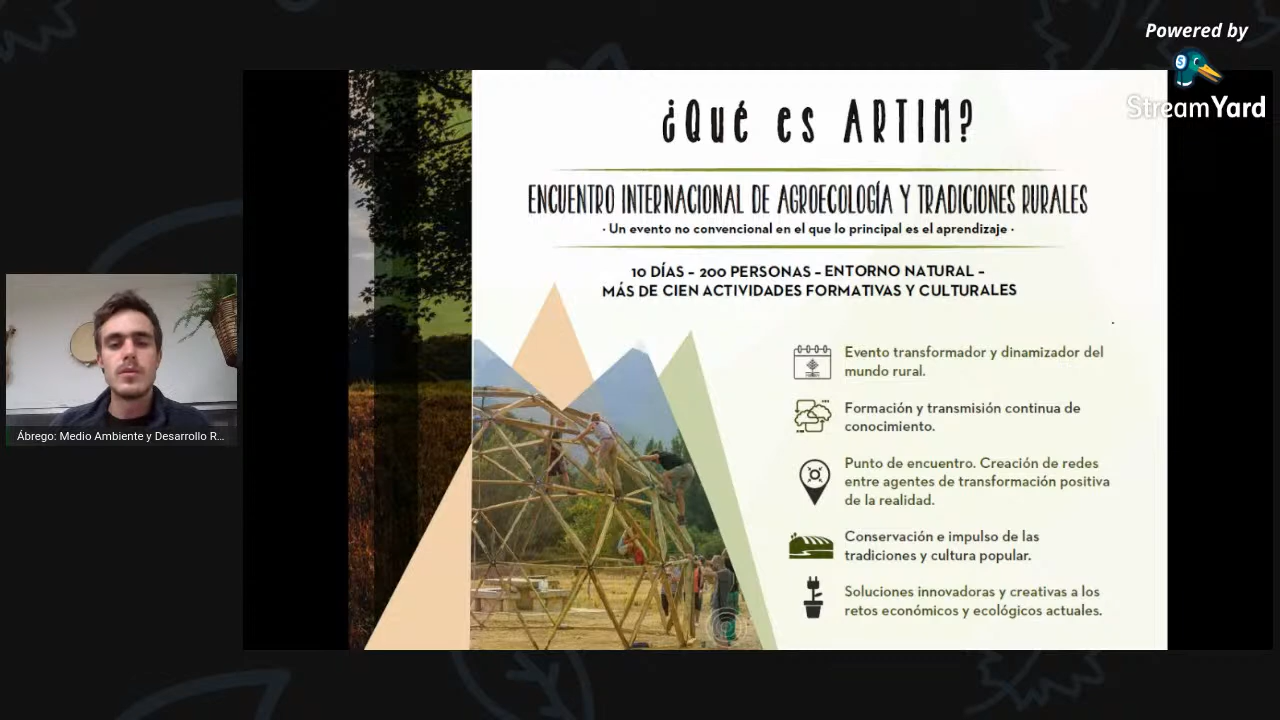 Powered by
StreamYard
¿Qué es ARTIM?
ENCUENTRO INTERNACIONAL DE AGROECOLOGÍA Y TRADICIONES RURALES
· Un evento no convencional en el que lo principal es el aprendizaje ·
10 DÍAS – 200 PERSONAS – ENTORNO NATURAL –
MÁS DE CIEN ACTIVIDADES FORMATIVAS Y CULTURALES
Evento transformador y dinamizador del
mundo rural.
Formación y transmisión continua de
conocimiento.
Punto de encuentro. Creación de redes
entre agentes de transformación positiva
de la realidad.
Conservación e impulso de las
tradiciones y cultura popular.
Soluciones innovadoras y creativas a los
retos económicos y ecológicos actuales.
Ábrego: Medio Ambiente y Desarrollo R...